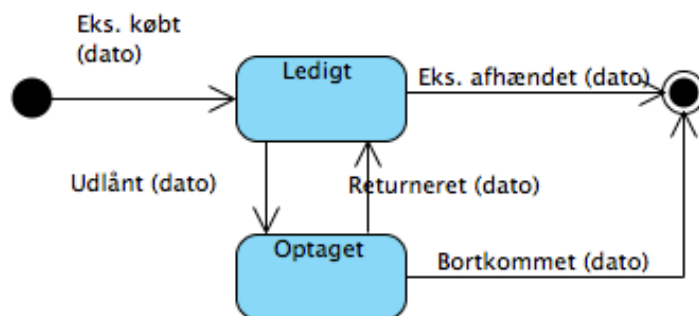 Eks. købt
(dato)
Ledigt
Eks. afhændet (dato)
Udlånt (dato)
Returneret (dato)
Optaget
Bortkommet (dato)